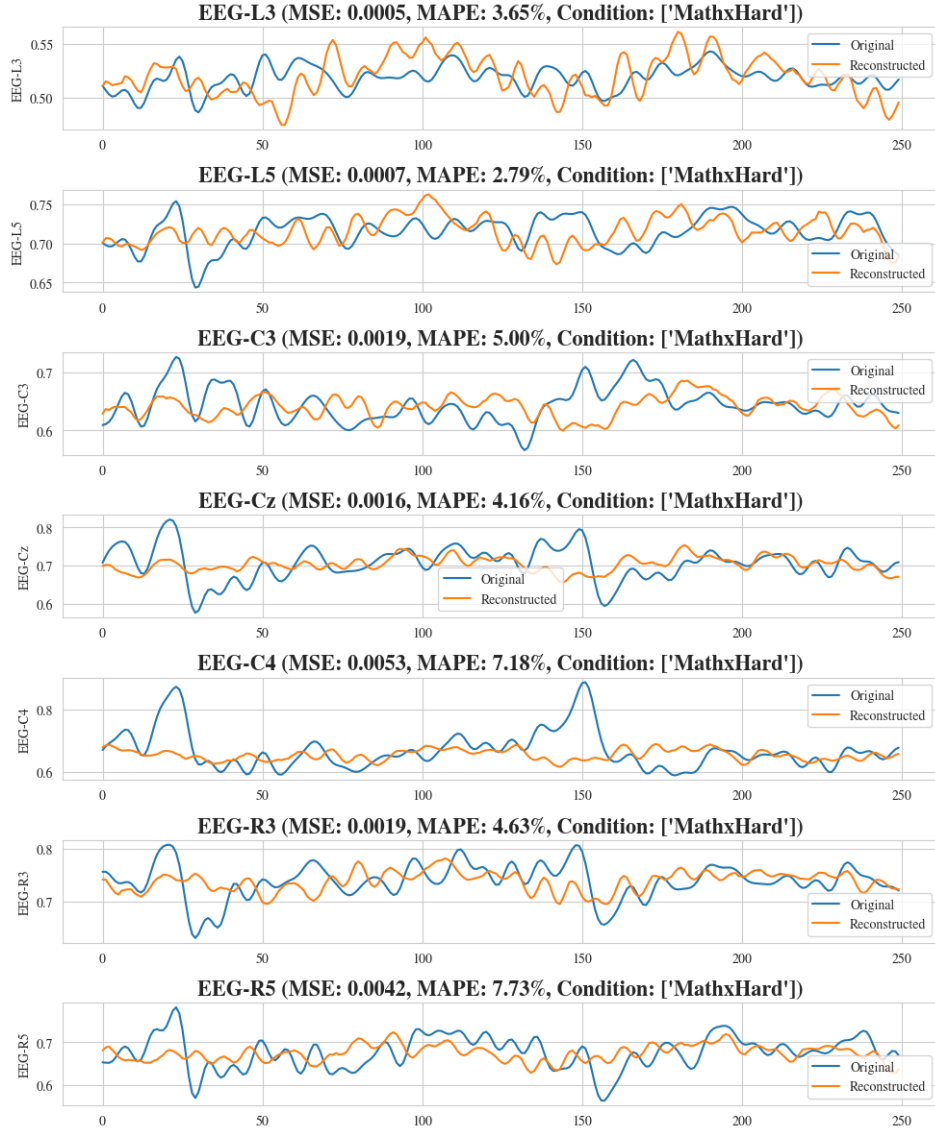 EEG-L3 (MSE: 0.0005, MAPE: 3.65%, Condition: ['MathxHard'])
EEG-L3
0.55
0.50
Original
Reconstructed
0 50 100 150 200 250
EEG-L5 (MSE: 0.0007, MAPE: 2.79%, Condition: ['MathxHard'])
EEG-L5
0.75
0.70
0.65
Original
Reconstructed
0 50 100 150 200 250
EEG-C3 (MSE: 0.0019, MAPE: 5.00%, Condition: ['MathxHard'])
EEG-C3
0.7
0.6
Original
Reconstructed
0 50 100 150 200 250
EEG-Cz (MSE: 0.0016, MAPE: 4.16%, Condition: ['MathxHard'])
EEG-Cz
0.8
0.7
0.6
Original
Reconstructed
0 50 100 150 200 250
EEG-C4 (MSE: 0.0053, MAPE: 7.18%, Condition: ['MathxHard'])
EEG-C4
0.8
0.6
Original
Reconstructed
0 50 100 150 200 250
EEG-R3 (MSE: 0.0019, MAPE: 4.63%, Condition: ['MathxHard'])
EEG-R3
0.8
0.7
Original
Reconstructed
0 50 100 150 200 250
EEG-R5 (MSE: 0.0042, MAPE: 7.73%, Condition: ['MathxHard'])
EEG-R5
0.7
0.6
Original
Reconstructed
0 50 100 150 200 250